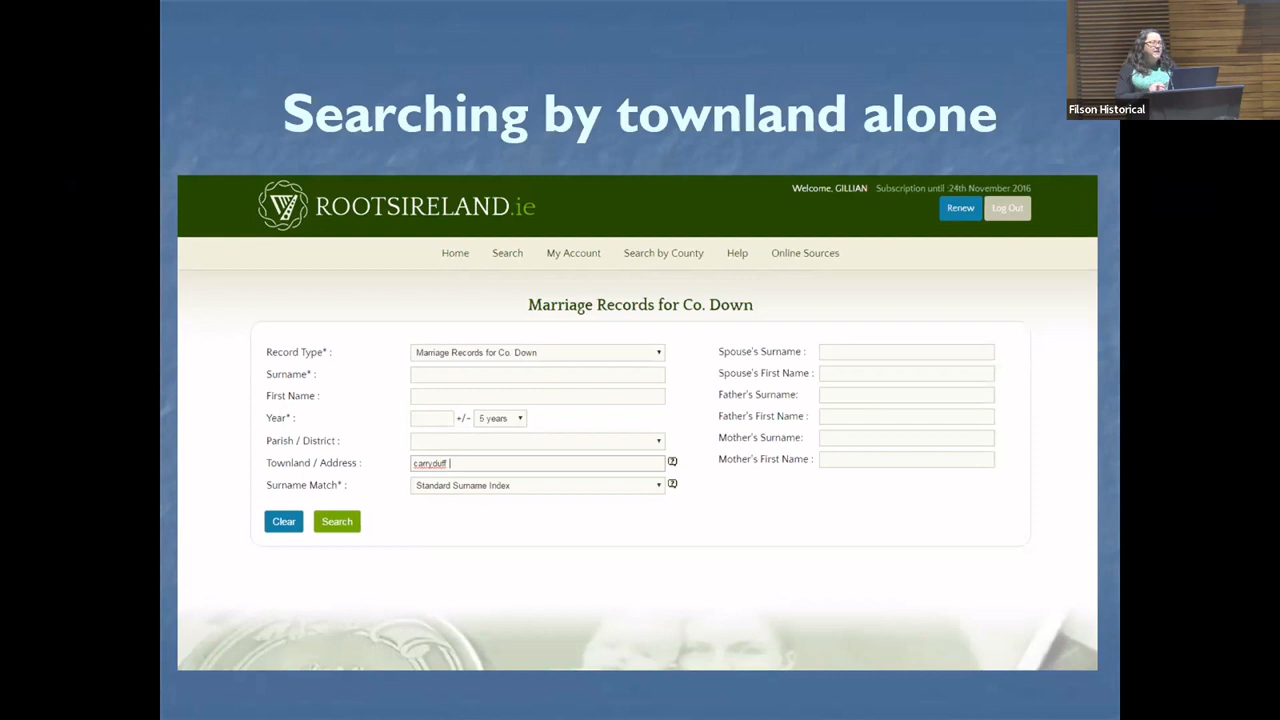 Searching by townland alone
Filson Historical
ROOTSIRELAND.ie
Welcome, GILLIAN Subscription until :24th November 2016
Renew Log Out
Home Search My Account Search by County Help Online Sources
Marriage Records for Co. Down
Record Type* : Marriage Records for Co. Down
Surname* :
First Name :
Year* : +/- 5 years
Parish / District :
Townland / Address : carryduff
Surname Match* : Standard Surname Index
Clear Search
Spouse's Surname :
Spouse's First Name :
Father's Surname:
Father's First Name :
Mother's Surname:
Mother's First Name :